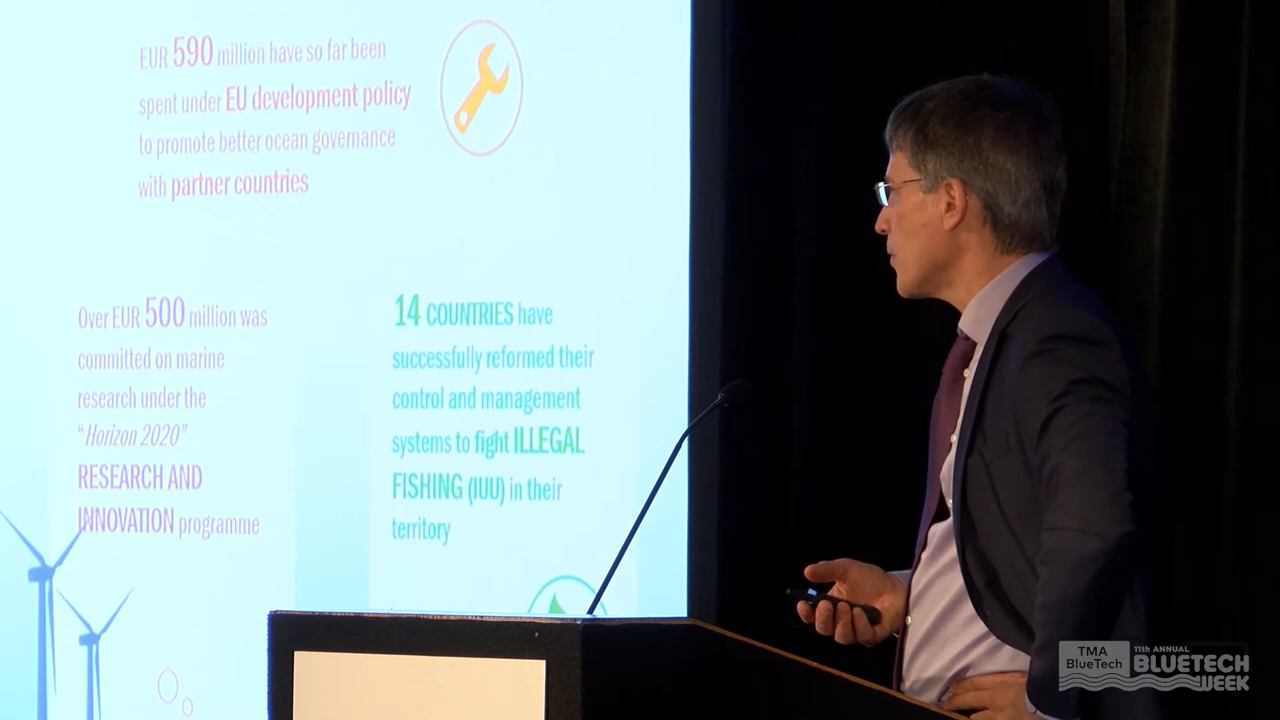 EUR 590 million have so far been
spent under EU development policy
to promote better ocean governance
with partner countries
Over EUR 500 million was
committed on marine
research under the
"Horizon 2020"
RESEARCH AND
INNOVATION programme
14 COUNTRIES have
successfully reformed their
control and management
systems to fight ILLEGAL
FISHING (IUU) in their
territory
TMA
BlueTech
11th ANNUAL
BLUETECH
WEEK